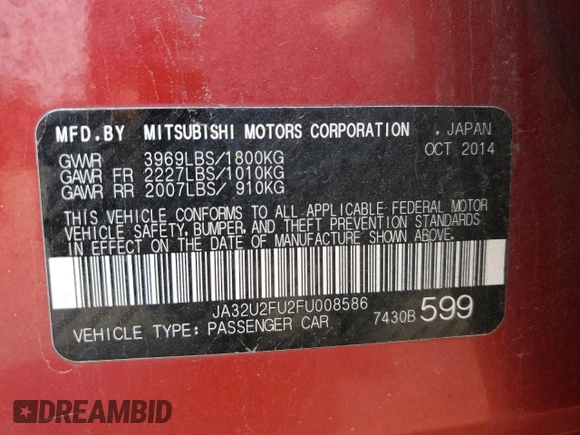 MFD.BY MITSUBISHI MOTORS CORPORATION , JAPAN
GVWR 3969LBS/1800KG OCT 2014
GAWR FR 2227LBS/1010KG
GAWR RR 2007LBS/ 910KG
THIS VEHICLE CONFORMS TO ALL APPLICABLE FEDERAL MOTOR
VEHICLE SAFETY, BUMPER, AND THEFT PREVENTION STANDARDS
IN EFFECT ON THE DATE OF MANUFACTURE SHOWN ABOVE.
JA32U2FU2FU008586
VEHICLE TYPE: PASSENGER CAR 7430B 599
DREAMBID